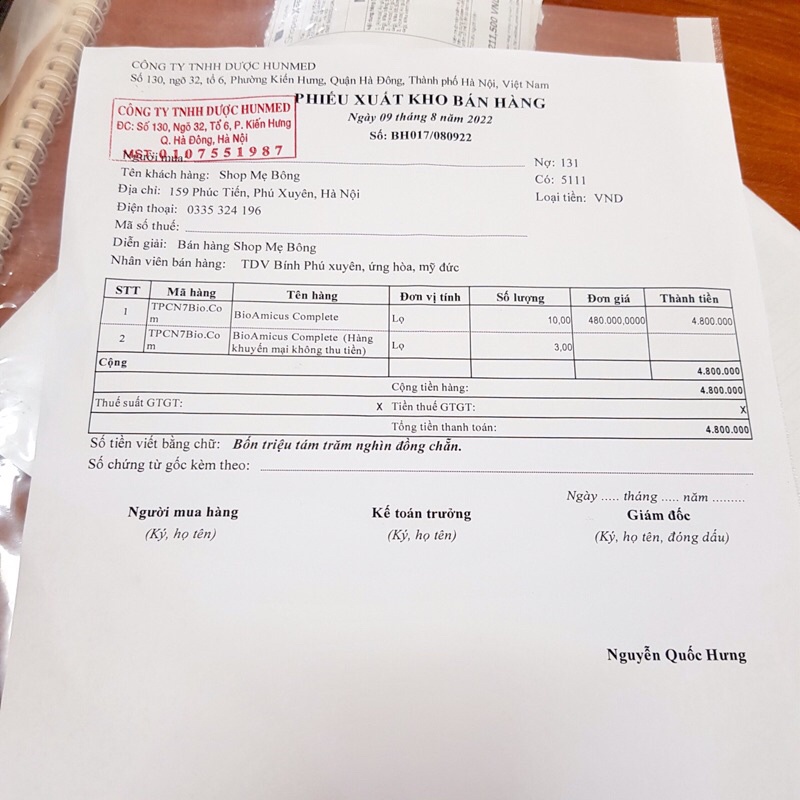 CÔNG TY TNHH DƯỢC HUNMED
Số 130, ngõ 32, tổ 6, Phường Kiến Hưng, Quận Hà Đông, Thành phố Hà Nội, Việt Nam
PHIẾU XUẤT KHO BÁN HÀNG
Ngày 09 tháng 8 năm 2022
Số: BH017/080922
CÔNG TY TNHH DƯỢC HUNMED
ĐC: Số 130, Ngõ 32, Tổ 6, P. Kiến Hưng
Q. Hà Đông, Hà Nội
MST: 0107551987
Người mua:
Nợ: 131
Tên khách hàng: Shop Mẹ Bông
Có: 5111
Địa chỉ: 159 Phúc Tiến, Phú Xuyên, Hà Nội
Loại tiền: VND
Điện thoại: 0335 324 196
Mã số thuế:
Diễn giải: Bán hàng Shop Mẹ Bông
Nhân viên bán hàng: TDV Bính Phú xuyên, ứng hòa, mỹ đức
STT Mã hàng Tên hàng Đơn vị tính Số lượng Đơn giá Thành tiền
1 TPCN7Bio.Com BioAmicus Complete Lọ 10,00 480.000,0000 4.800.000
2 TPCN7Bio.Com BioAmicus Complete (Hàng khuyến mại không thu tiền) Lọ 3,00
Cộng 4.800.000
Cộng tiền hàng: 4.800.000
Thuế suất GTGT: X Tiền thuế GTGT: X
Tổng tiền thanh toán: 4.800.000
Số tiền viết bằng chữ: Bốn triệu tám trăm nghìn đồng chẵn.
Số chứng từ gốc kèm theo:
Ngày ..... tháng ..... năm .........
Người mua hàng Kế toán trưởng Giám đốc
(Ký, họ tên) (Ký, họ tên) (Ký, họ tên, đóng dấu)
Nguyễn Quốc Hưng